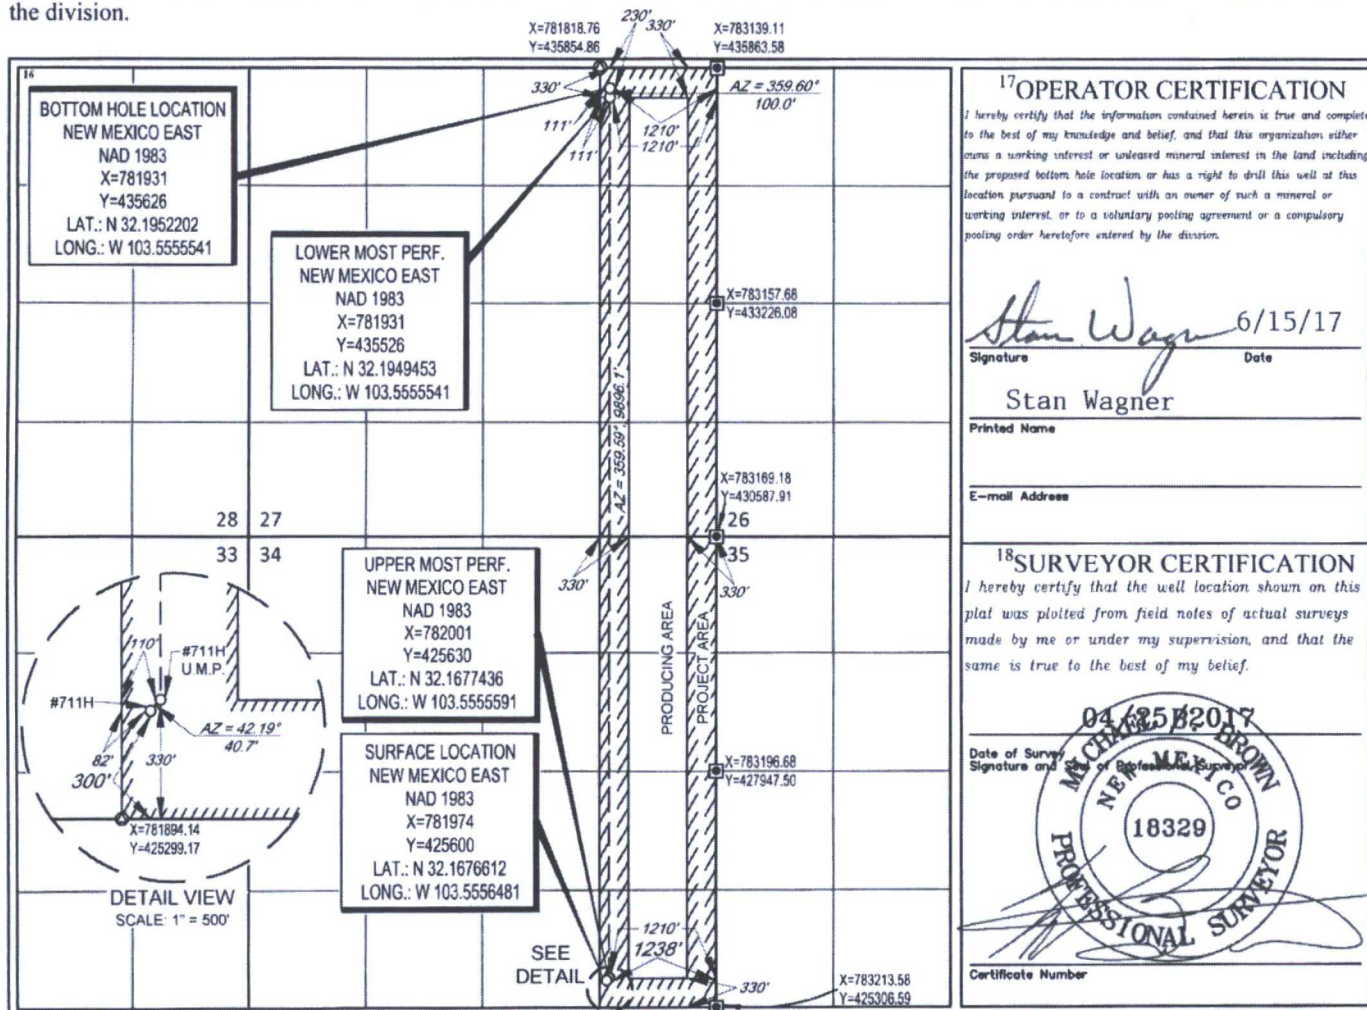 the division.
16
X=781818.76
Y=435854.86
230'
330'
X=783139.11
Y=435863.58
330'
AZ = 359.60°
100.0'
111'
111'
1210'
1210'
BOTTOM HOLE LOCATION
NEW MEXICO EAST
NAD 1983
X=781931
Y=435626
LAT.: N 32.1952202
LONG.: W 103.5555541
LOWER MOST PERF.
NEW MEXICO EAST
NAD 1983
X=781931
Y=435526
LAT.: N 32.1949453
LONG.: W 103.5555541
X=783157.68
Y=433226.08
AZ = 359.59°, 9896.1'
X=783169.18
Y=430587.91
28 27
33 34
26
35
330'
330'
UPPER MOST PERF.
NEW MEXICO EAST
NAD 1983
X=782001
Y=425630
LAT.: N 32.1677436
LONG.: W 103.5555591
PRODUCING AREA
PROJECT AREA
SURFACE LOCATION
NEW MEXICO EAST
NAD 1983
X=781974
Y=425600
LAT.: N 32.1676612
LONG.: W 103.5556481
X=783196.68
Y=427947.50
110'
#711H
U.M.P.
#711H
AZ = 42.19°
40.7'
82'
330'
300'
X=781894.14
Y=425299.17
DETAIL VIEW
SCALE: 1" = 500'
SEE
DETAIL
1210'
1238'
330'
X=783213.58
Y=425306.59
17OPERATOR CERTIFICATION
I hereby certify that the information contained herein is true and complete
to the best of my knowledge and belief, and that this organization either
owns a working interest or unleased mineral interest in the land including
the proposed bottom hole location or has a right to drill this well at this
location pursuant to a contract with an owner of such a mineral or
working interest, or to a voluntary pooling agreement or a compulsory
pooling order heretofore entered by the division.
Stan Wagner 6/15/17
Signature Date
Stan Wagner
Printed Name
E-mail Address
18SURVEYOR CERTIFICATION
I hereby certify that the well location shown on this
plat was plotted from field notes of actual surveys
made by me or under my supervision, and that the
same is true to the best of my belief.
04/25/2017
Date of Survey
Signature and Seal of Professional Surveyor
MICHAEL B. BROWN
NEW MEXICO
18329
PROFESSIONAL SURVEYOR
Certificate Number